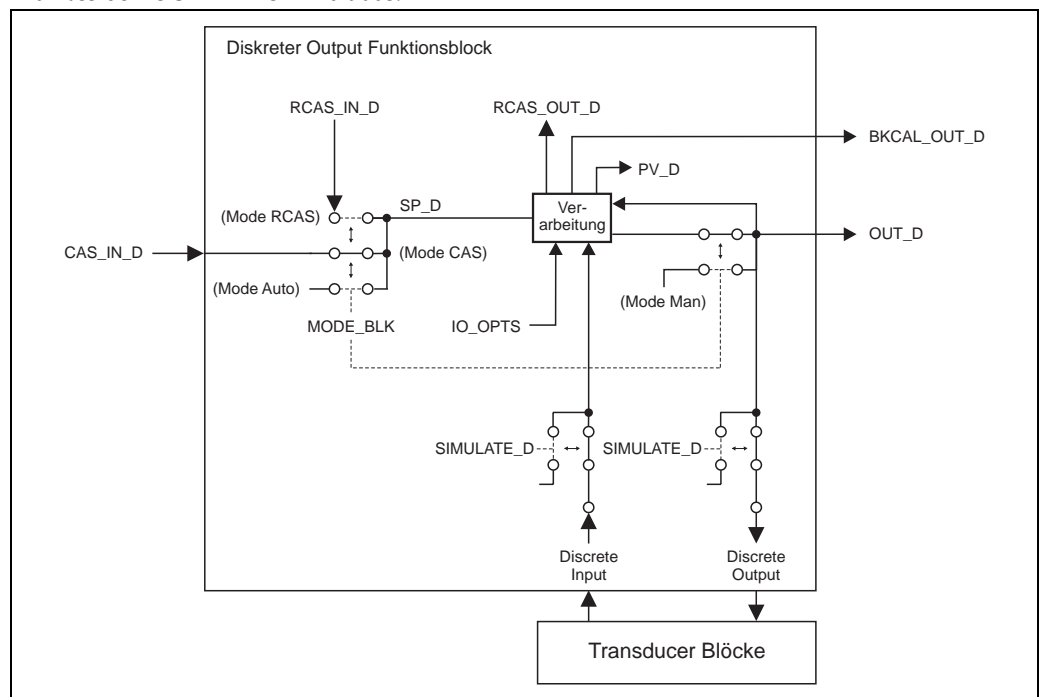 Diskreter Output Funktionsblock
RCAS_IN_D
RCAS_OUT_D
BKCAL_OUT_D
PV_D
(Mode RCAS)
SP_D
Ver-
arbeitung
CAS_IN_D
(Mode CAS)
OUT_D
(Mode Auto)
(Mode Man)
MODE_BLK
IO_OPTS
SIMULATE_D
SIMULATE_D
Discrete
Input
Discrete
Output
Transducer Blöcke